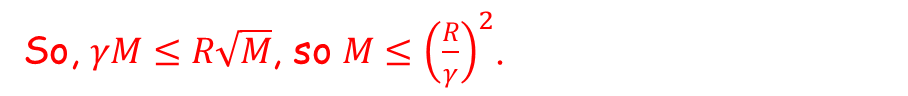 So, γM ≤ R√M, so M ≤ (R/γ)².